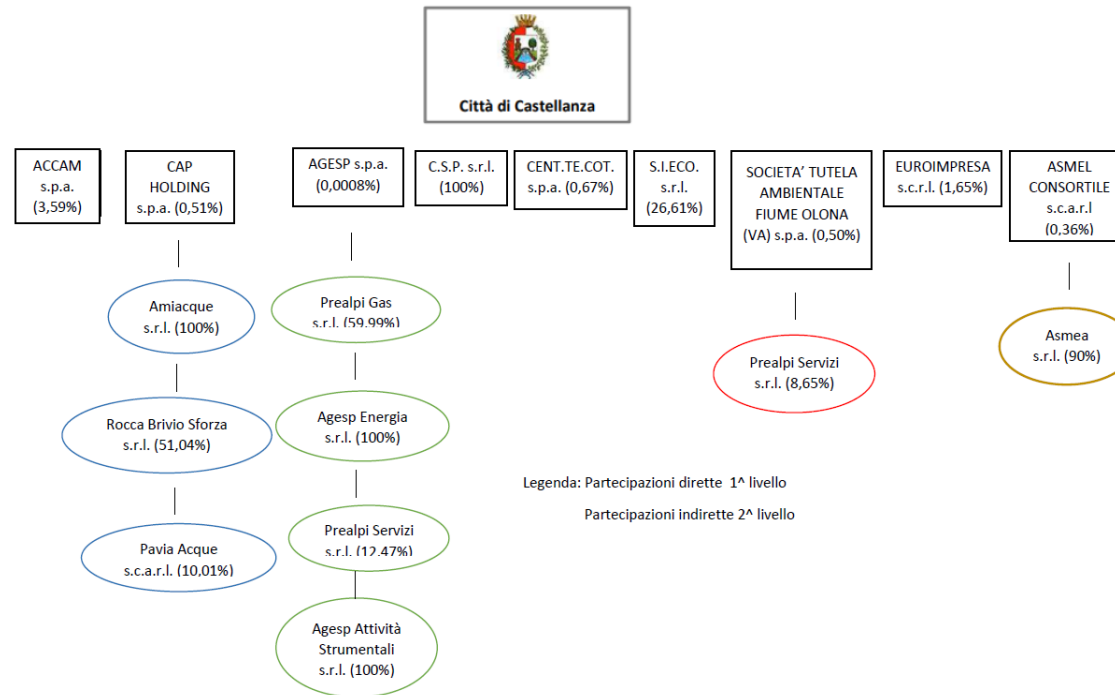 Città di Castellanza
ACCAM
s.p.a.
(3,59%)
CAP
HOLDING
s.p.a. (0,51%)
AGESP s.p.a.
(0,0008%)
C.S.P. s.r.l.
(100%)
CENT.TE.COT.
s.p.a. (0,67%)
S.I.ECO.
s.r.l.
(26,61%)
SOCIETA’ TUTELA
AMBIENTALE
FIUME OLONA
(VA) s.p.a. (0,50%)
EUROIMPRESA
s.c.r.l. (1,65%)
ASMEL
CONSORTILE
s.c.a.r.l
(0,36%)
Amiacque
s.r.l. (100%)
Rocca Brivio Sforza
s.r.l. (51,04%)
Pavia Acque
s.c.a.r.l. (10,01%)
Prealpi Gas
s.r.l. (59,99%)
Agesp Energia
s.r.l. (100%)
Prealpi Servizi
s.r.l. (12,47%)
Agesp Attività
Strumentali
s.r.l. (100%)
Prealpi Servizi
s.r.l. (8,65%)
Asmea
s.r.l. (90%)
Legenda: Partecipazioni dirette 1^ livello
Partecipazioni indirette 2^ livello